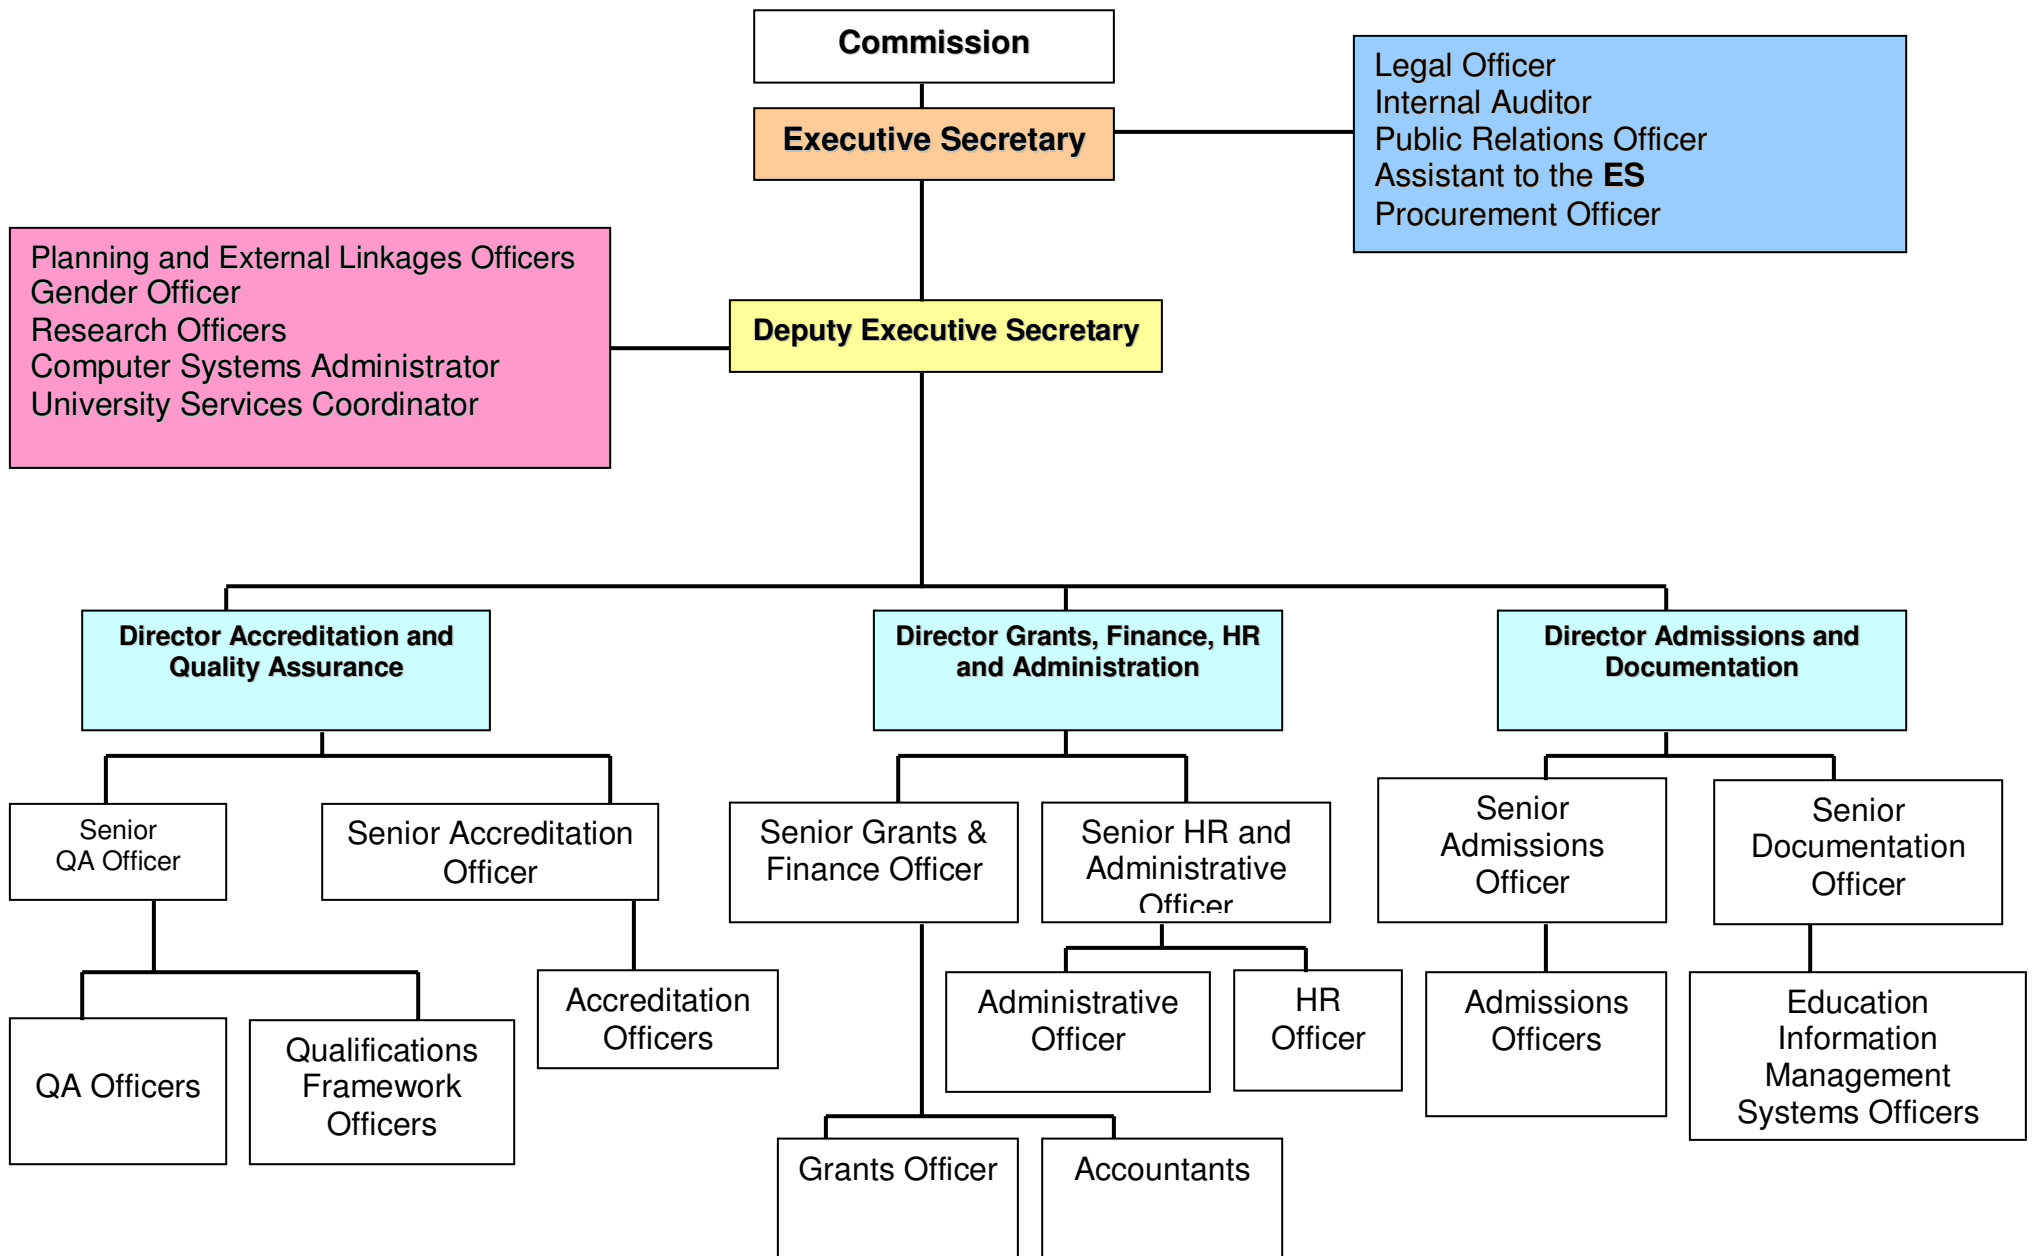 Commission
Executive Secretary
Legal Officer
Internal Auditor
Public Relations Officer
Assistant to the ES
Procurement Officer
Planning and External Linkages Officers
Gender Officer
Research Officers
Computer Systems Administrator
University Services Coordinator
Deputy Executive Secretary
Director Accreditation and
Quality Assurance
Director Grants, Finance, HR
and Administration
Director Admissions and
Documentation
Senior
QA Officer
Senior Accreditation
Officer
Senior Grants &
Finance Officer
Senior HR and
Administrative
Officer
Senior
Admissions
Officer
Senior
Documentation
Officer
QA Officers
Qualifications
Framework
Officers
Accreditation
Officers
Administrative
Officer
HR
Officer
Admissions
Officers
Education
Information
Management
Systems Officers
Grants Officer
Accountants